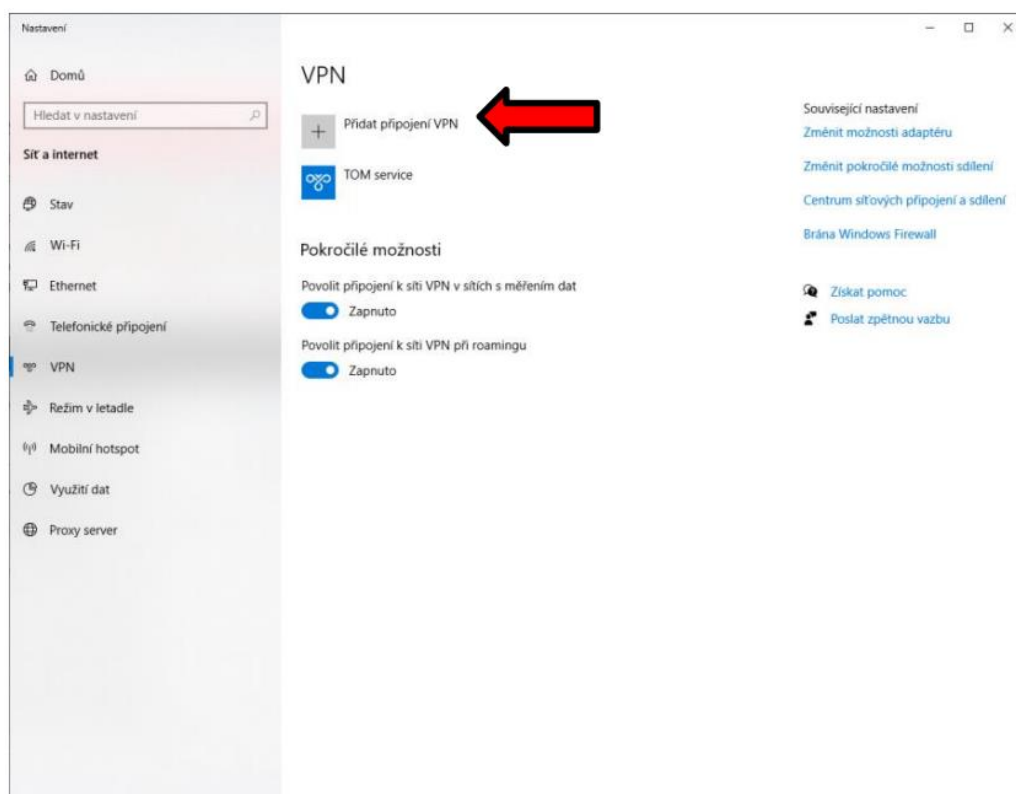 Nastavení
Domů
Hledat v nastavení
Síť a internet
Stav
Wi-Fi
Ethernet
Telefonické připojení
VPN
Režim v letadle
Mobilní hotspot
Využití dat
Proxy server
VPN
Přidat připojení VPN
TOM service
Pokročilé možnosti
Povolit připojení k síti VPN v sítích s měřením dat
Zapnuto
Povolit připojení k síti VPN při roamingu
Zapnuto
Související nastavení
Změnit možnosti adaptéru
Změnit pokročilé možnosti sdílení
Centrum síťových připojení a sdílení
Brána Windows Firewall
Získat pomoc
Poslat zpětnou vazbu